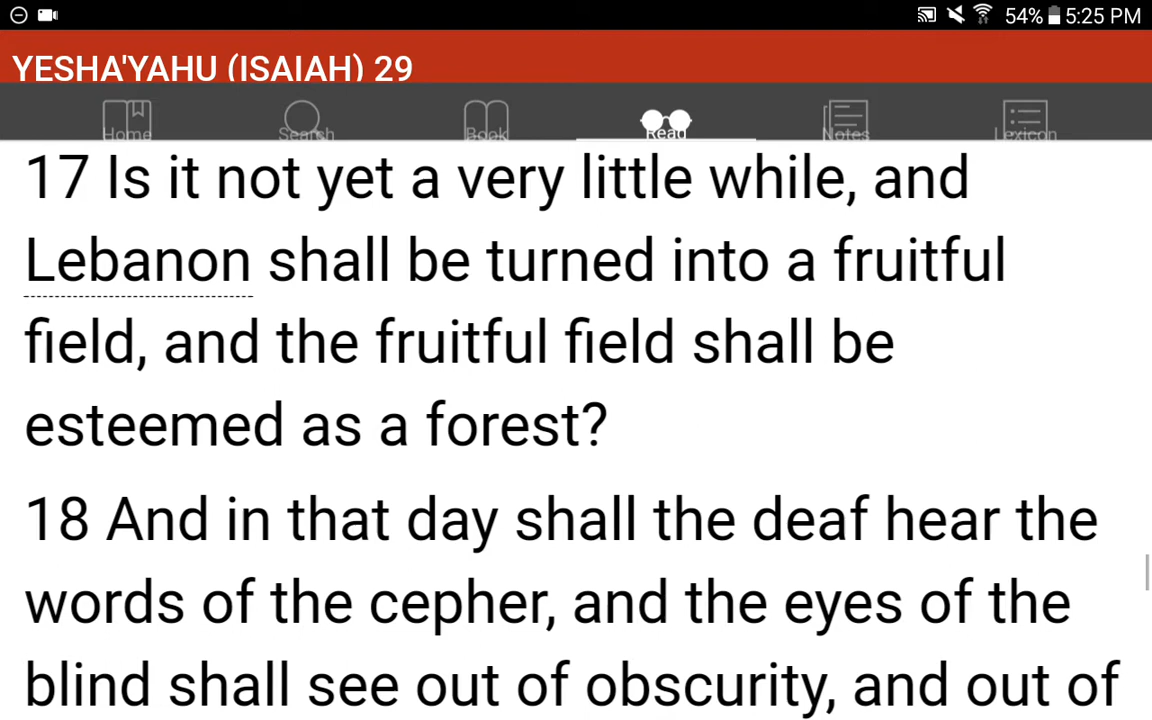 54% 5:25 PM
YESHA'YAHU (ISAIAH) 29
Home Search Book Read Notes Lexicon
17 Is it not yet a very little while, and
Lebanon shall be turned into a fruitful
field, and the fruitful field shall be
esteemed as a forest?
18 And in that day shall the deaf hear the
words of the cepher, and the eyes of the
blind shall see out of obscurity, and out of